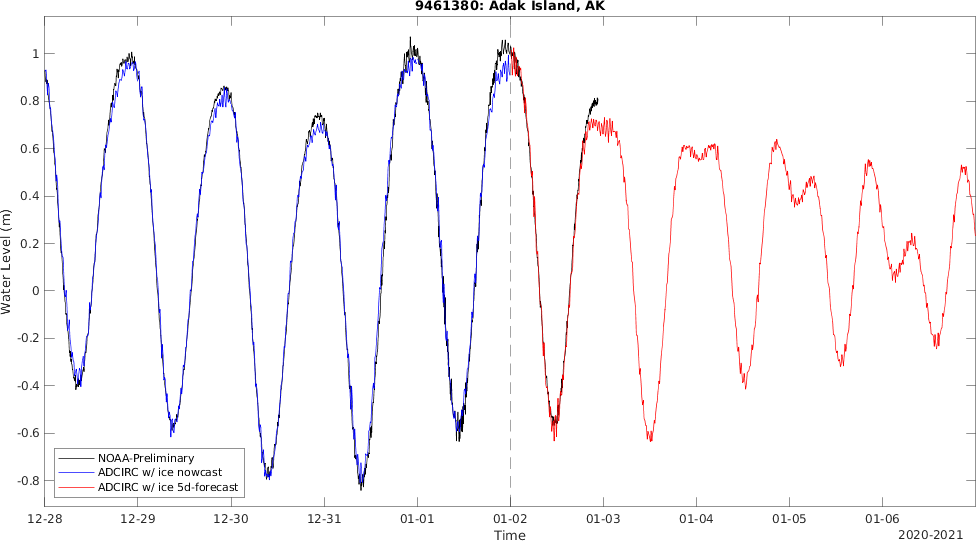 9461380: Adak Island, AK
Water Level (m)
1
0.8
0.6
0.4
0.2
0
-0.2
-0.4
-0.6
-0.8
NOAA-Preliminary
ADCIRC w/ ice nowcast
ADCIRC w/ ice 5d-forecast
12-28 12-29 12-30 12-31 01-01 01-02 01-03 01-04 01-05 01-06
Time
2020-2021